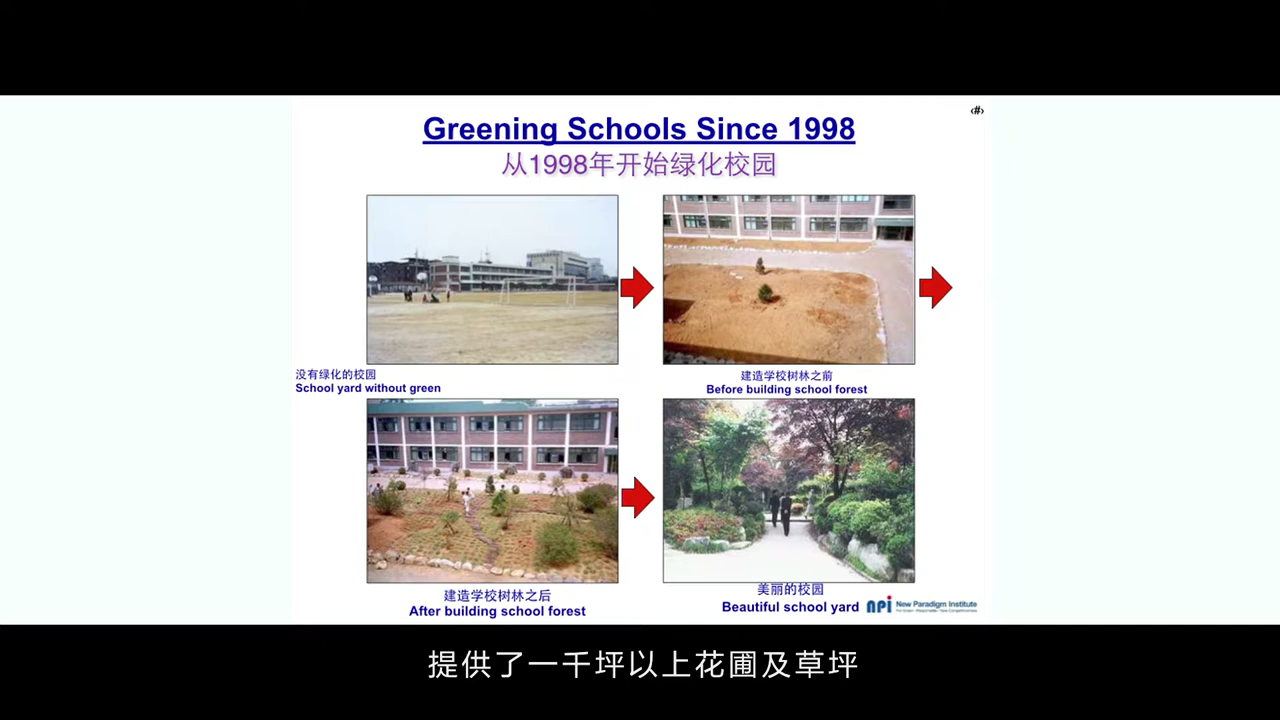 ‹#›
Greening Schools Since 1998
从1998年开始绿化校园
没有绿化的校园
School yard without green
建造学校树林之前
Before building school forest
建造学校树林之后
After building school forest
美丽的校园
Beautiful school yard
npi New Paradigm Institute
提供了一千坪以上花圃及草坪